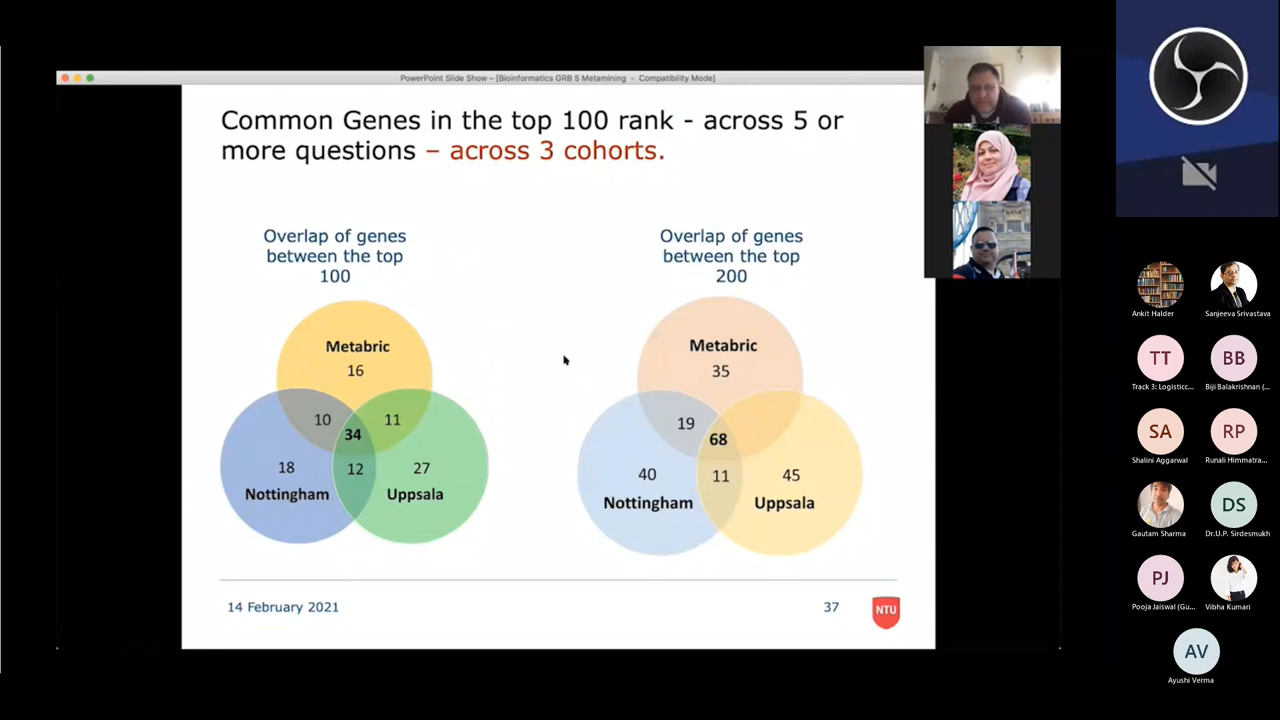 PowerPoint Slide Show – [Bioinformatics GRB 5 Metamining - Compatibility Mode]
Common Genes in the top 100 rank - across 5 or
more questions – across 3 cohorts.
Overlap of genes
between the top
100
Metabric
16
10
11
34
18
12
27
Nottingham
Uppsala
Overlap of genes
between the top
200
Metabric
35
19
68
40
11
45
Nottingham
Uppsala
14 February 2021
37
NTU
Ankit Halder
Sanjeeva Srivastava
TT
BB
Track 3: Logisticc...
Biji Balakrishnan (...
SA
RP
Shalini Aggarwal
Runali Himmatra...
DS
Gautam Sharma
Dr.U.P. Sirdesmukh
PJ
Pooja Jaiswal (Gu...
Vibha Kumari
AV
Ayushi Verma